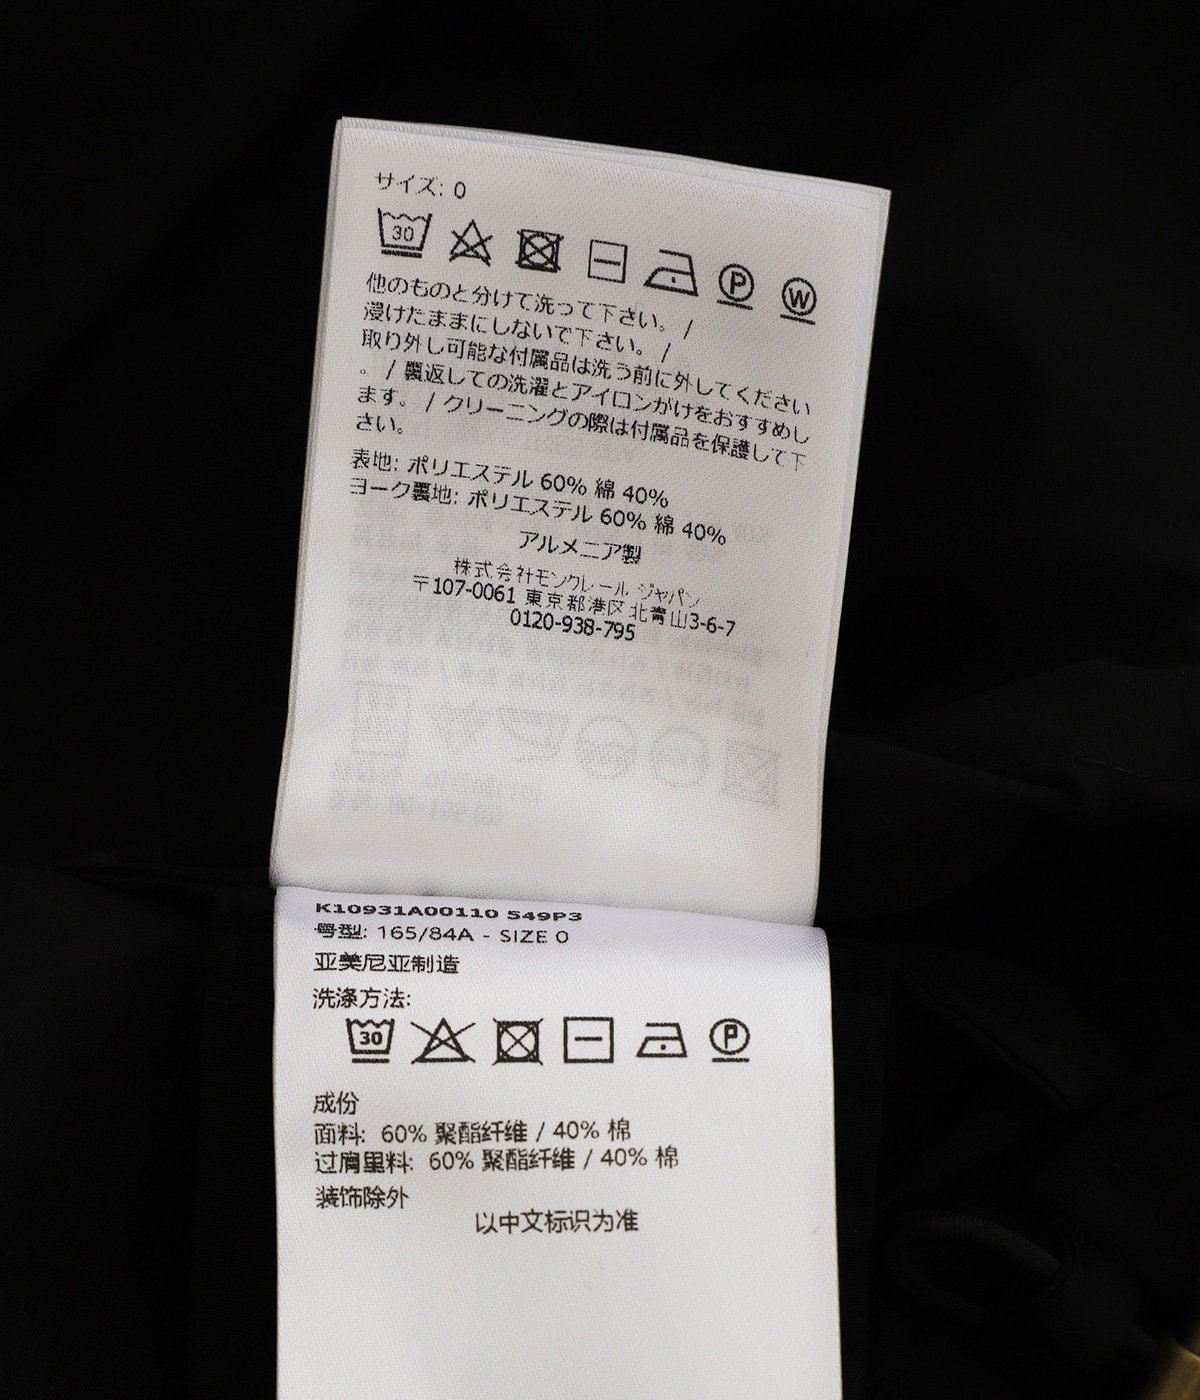 サイズ: 0
30
P
W
他のものと分けて洗って下さい。 /
浸けたままにしないで下さい。 /
取り外し可能な付属品は洗う前に外してください
。 / 裏返しての洗濯とアイロンがけをおすすめし
ます。 / クリーニングの際は付属品を保護して下
さい。
表地: ポリエステル 60% 綿 40%
ヨーク裏地: ポリエステル 60% 綿 40%
アルメニア製
株式会社モンクレール ジャパン
〒107-0061 東京都港区北青山3-6-7
0120-938-795
K10931A00110 549P3
号型: 165/84A - SIZE 0
亚美尼亚制造
洗涤方法:
30
P
成份
面料: 60% 聚酯纤维 / 40% 棉
过肩里料: 60% 聚酯纤维 / 40% 棉
装饰除外
以中文标识为准